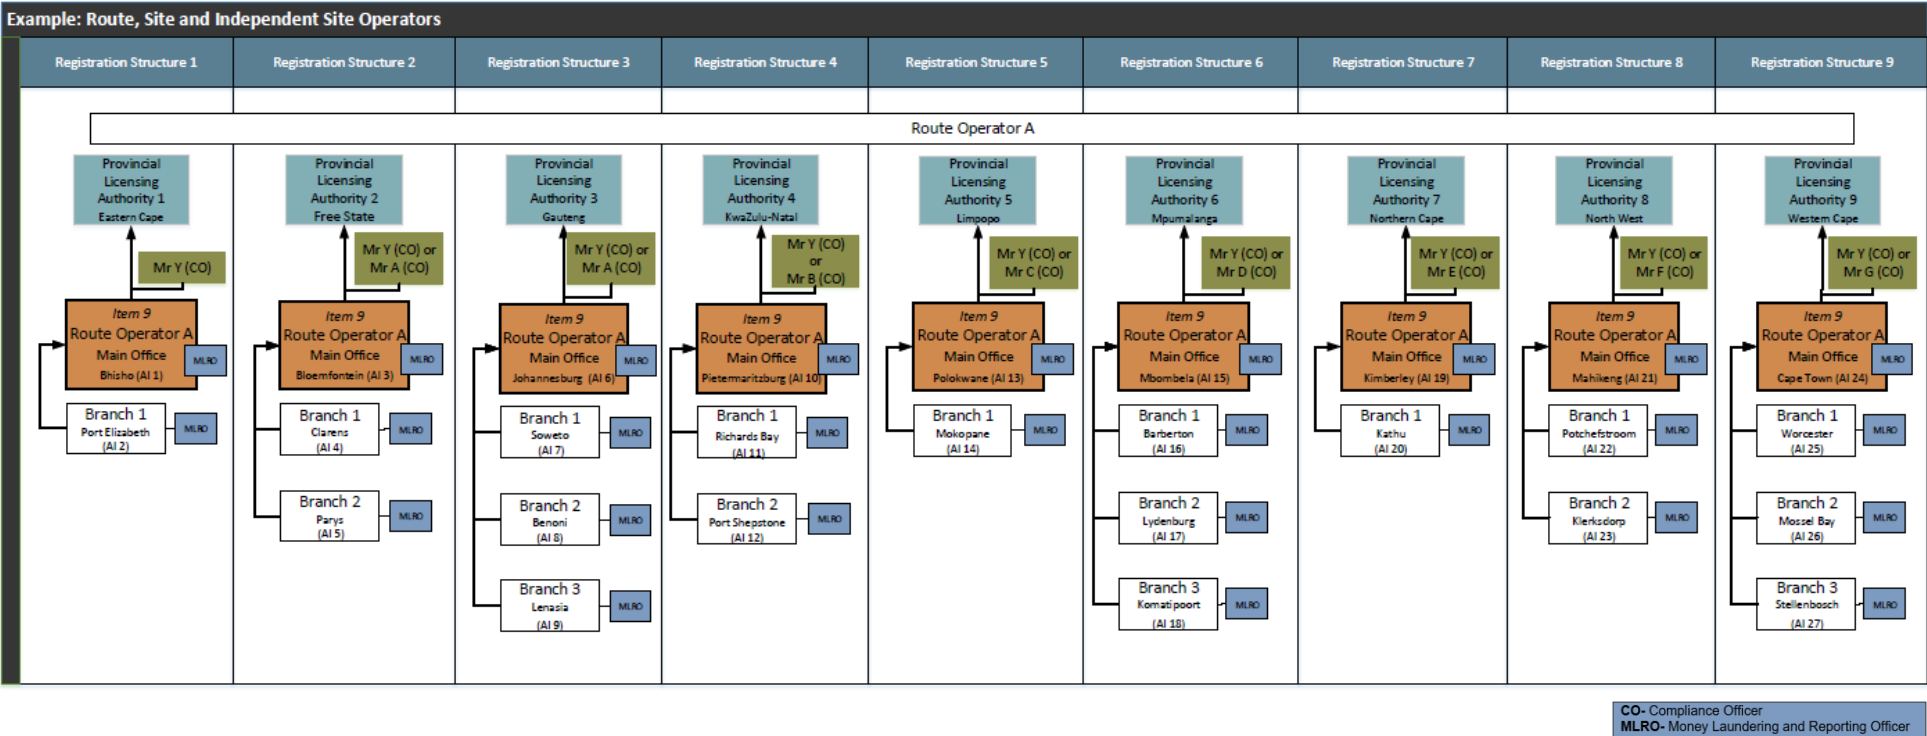 Example: Route, Site and Independent Site Operators
Registration Structure 1
Registration Structure 2
Registration Structure 3
Registration Structure 4
Registration Structure 5
Registration Structure 6
Registration Structure 7
Registration Structure 8
Registration Structure 9
Route Operator A
Provincial
Licensing
Authority 1
Eastern Cape
Mr Y (CO)
Item 9
Route Operator A
Main Office
Bhisho (AI 1)
MLRO
Branch 1
Port Elizabeth
(AI 2)
MLRO
Provincial
Licensing
Authority 2
Free State
Mr Y (CO) or
Mr A (CO)
Item 9
Route Operator A
Main Office
Bloemfontein (AI 3)
MLRO
Branch 1
Clarens
(AI 4)
MLRO
Branch 2
Parys
(AI 5)
MLRO
Provincial
Licensing
Authority 3
Gauteng
Mr Y (CO) or
Mr A (CO)
Item 9
Route Operator A
Main Office
Johannesburg (AI 6)
MLRO
Branch 1
Soweto
(AI 7)
MLRO
Branch 2
Benoni
(AI 8)
MLRO
Branch 3
Lenasia
(AI 9)
MLRO
Provincial
Licensing
Authority 4
KwaZulu-Natal
Mr Y (CO)
or
Mr B (CO)
Item 9
Route Operator A
Main Office
Pietermaritzburg (AI 10)
MLRO
Branch 1
Richards Bay
(AI 11)
MLRO
Branch 2
Port Shepstone
(AI 12)
MLRO
Provincial
Licensing
Authority 5
Limpopo
Mr Y (CO) or
Mr C (CO)
Item 9
Route Operator A
Main Office
Polokwane (AI 13)
MLRO
Branch 1
Mokopane
(AI 14)
MLRO
Provincial
Licensing
Authority 6
Mpumalanga
Mr Y (CO) or
Mr D (CO)
Item 9
Route Operator A
Main Office
Mbombela (AI 15)
MLRO
Branch 1
Barberton
(AI 16)
MLRO
Branch 2
Lydenburg
(AI 17)
MLRO
Branch 3
Komatipoort
(AI 18)
MLRO
Provincial
Licensing
Authority 7
Northern Cape
Mr Y (CO) or
Mr E (CO)
Item 9
Route Operator A
Main Office
Kimberley (AI 19)
MLRO
Branch 1
Kathu
(AI 20)
MLRO
Provincial
Licensing
Authority 8
North West
Mr Y (CO) or
Mr F (CO)
Item 9
Route Operator A
Main Office
Mahikeng (AI 21)
MLRO
Branch 1
Potchefstroom
(AI 22)
MLRO
Branch 2
Klerksdorp
(AI 23)
MLRO
Provincial
Licensing
Authority 9
Western Cape
Mr Y (CO) or
Mr G (CO)
Item 9
Route Operator A
Main Office
Cape Town (AI 24)
MLRO
Branch 1
Worcester
(AI 25)
MLRO
Branch 2
Mossel Bay
(AI 26)
MLRO
Branch 3
Stellenbosch
(AI 27)
MLRO
CO- Compliance Officer
MLRO- Money Laundering and Reporting Officer